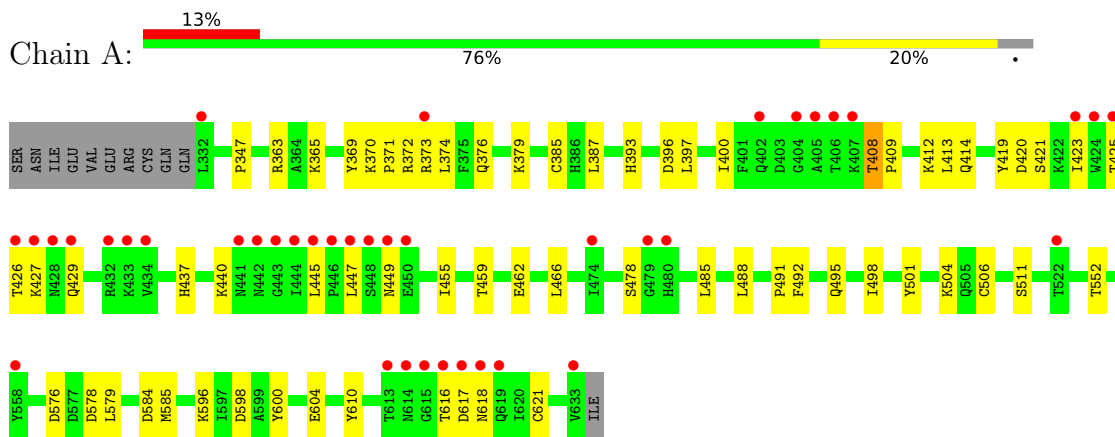 13%
Chain A:
76% 20% •
SER ASN ILE GLU VAL GLU ARG CYS GLN GLN L332 P347 R363 A364 K365 Y369 K370 P371 R372 R373 L374 F375 Q376 K379 C385 H386 L387 H393 D396 L397 I400 F401 Q402 D403 G404 A405 T406 K407 T408 P409 K412 L413 Q414 Y419 D420 S421 K422 I423 W424 T425
T426 K427 N428 Q429 R432 K433 V434 H437 K440 N441 N442 G443 I444 L445 P446 L447 S448 N449 E450 I455 T459 E462 L466 I474 S478 G479 H480 L485 L488 P491 F492 Q495 I498 Y501 K504 Q505 C506 S511 T522 T552
Y558 D576 D577 D578 L579 D584 M585 K596 I597 D598 A599 Y600 E604 Y610 T613 N614 G615 T616 D617 N618 Q619 I620 C621 V633 ILE